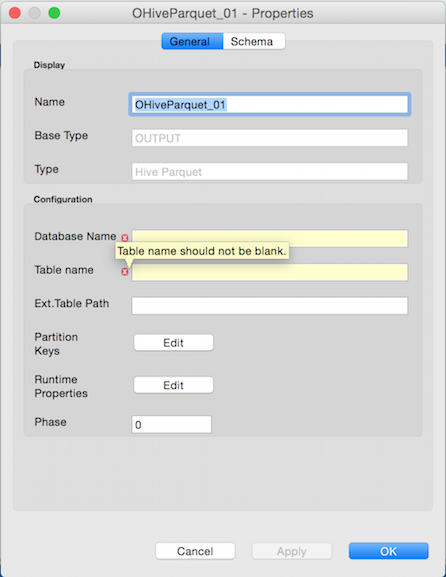 OHiveParquet_01 - Properties
General Schema
Display
Name OHiveParquet_01
Base Type OUTPUT
Type Hive Parquet
Configuration
Database Name
Table name should not be blank.
Table name
Ext.Table Path
Partition
Keys Edit
Runtime
Properties Edit
Phase 0
Cancel Apply OK